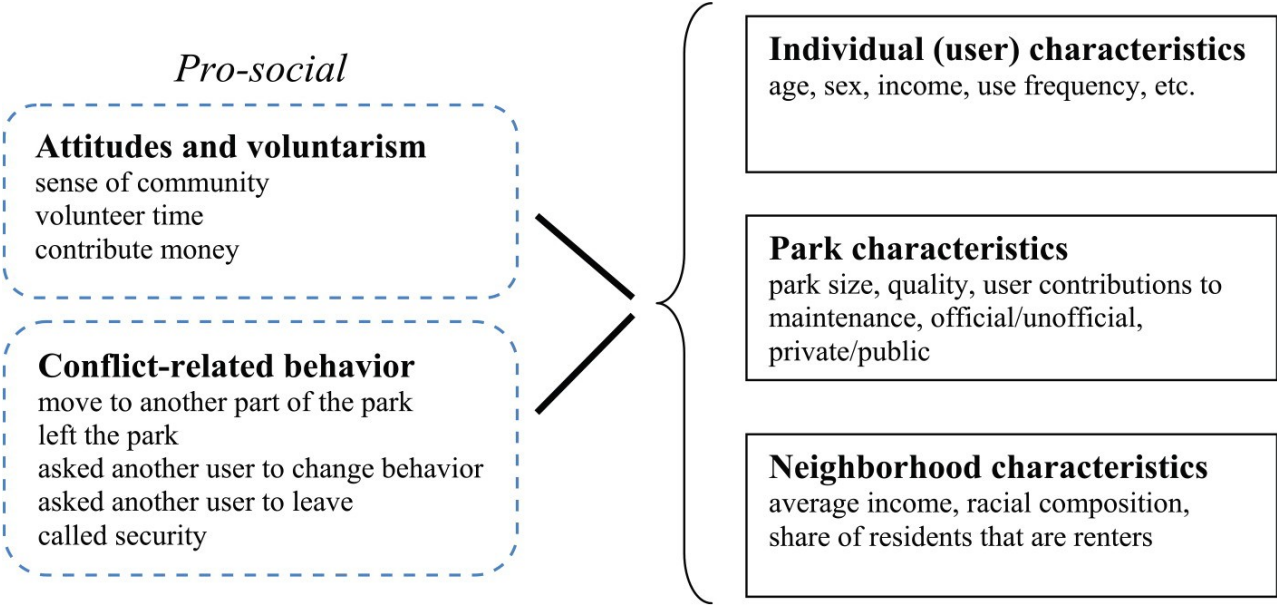 Pro-social
Attitudes and voluntarism
sense of community
volunteer time
contribute money
Conflict-related behavior
move to another part of the park
left the park
asked another user to change behavior
asked another user to leave
called security
Individual (user) characteristics
age, sex, income, use frequency, etc.
Park characteristics
park size, quality, user contributions to
maintenance, official/unofficial,
private/public
Neighborhood characteristics
average income, racial composition,
share of residents that are renters